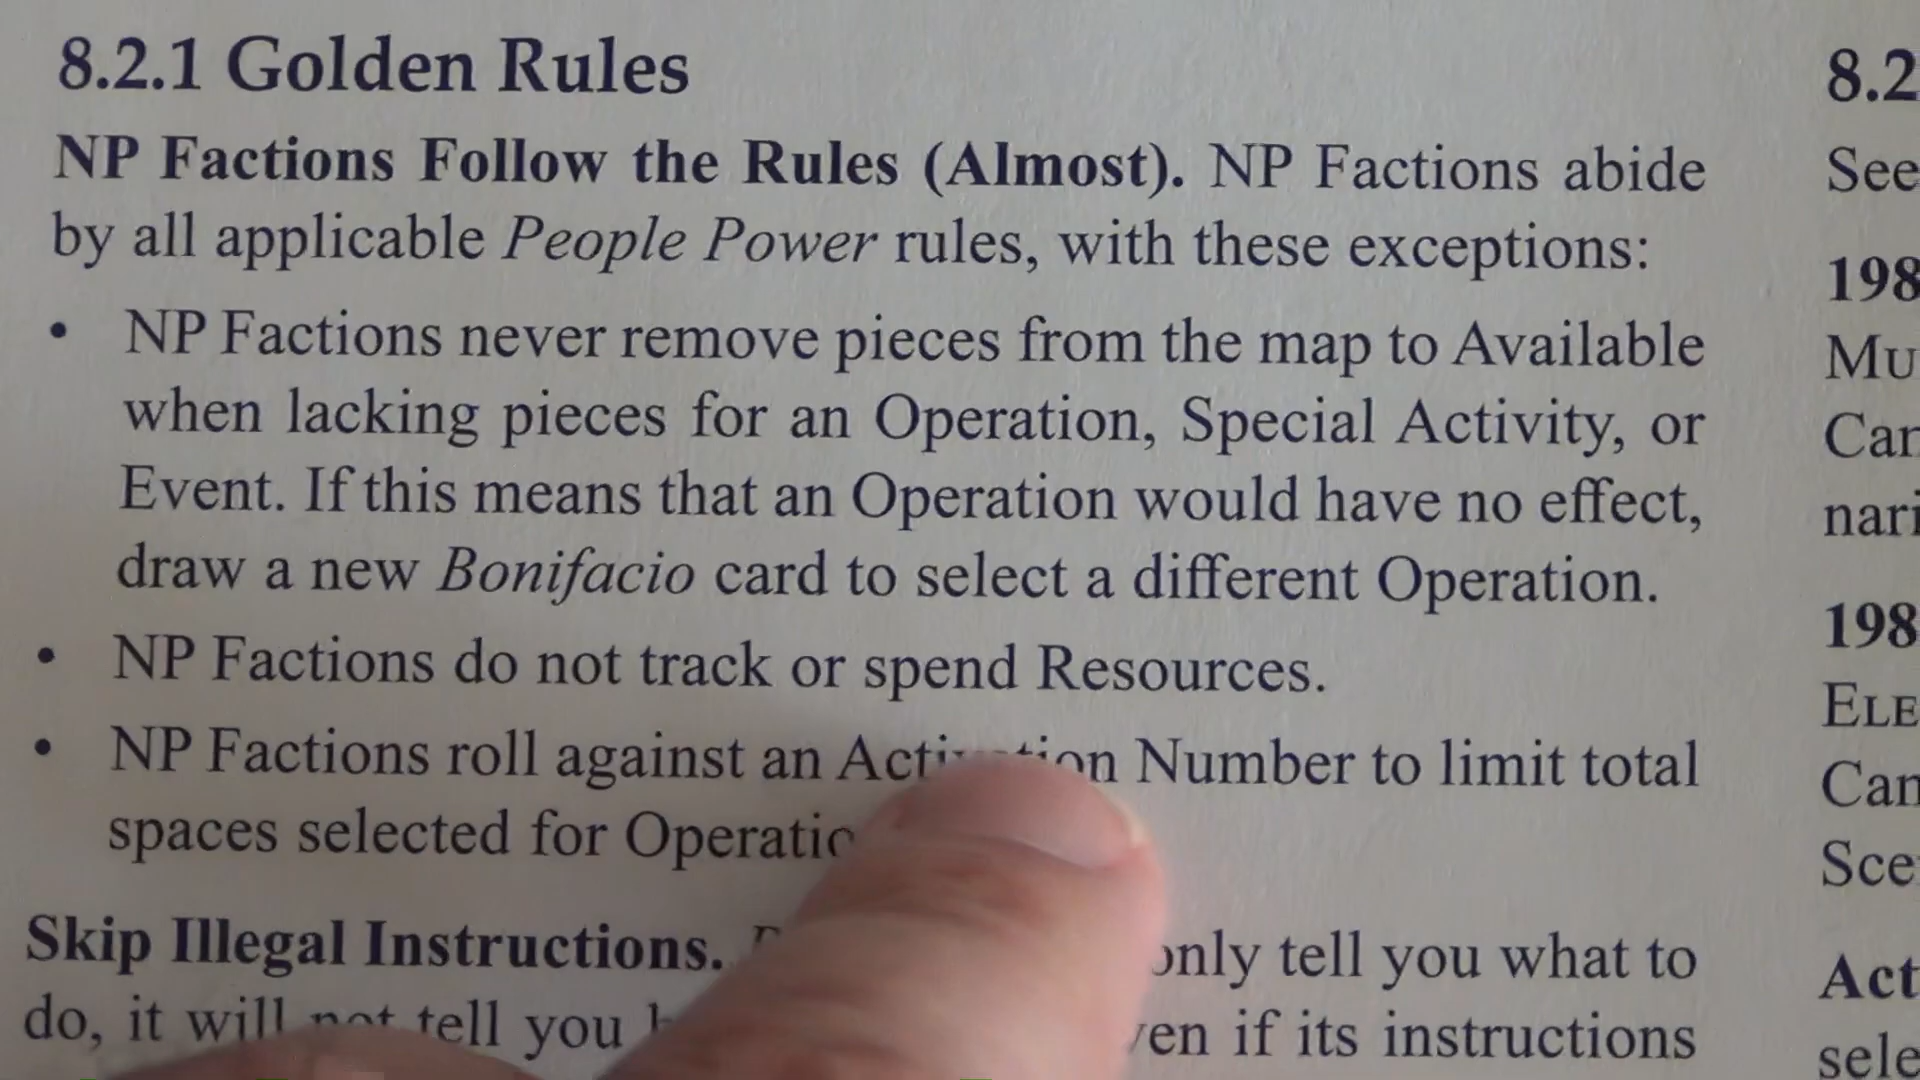 8.2.1 Golden Rules
NP Factions Follow the Rules (Almost). NP Factions abide
by all applicable People Power rules, with these exceptions:
• NP Factions never remove pieces from the map to Available
when lacking pieces for an Operation, Special Activity, or
Event. If this means that an Operation would have no effect,
draw a new Bonifacio card to select a different Operation.
• NP Factions do not track or spend Resources.
• NP Factions roll against an Activation Number to limit total
spaces selected for
Skip Illegal Instructions. only tell you what to
do, it will not tell you if its instructions
8.2
See
198
Mu
198
Act